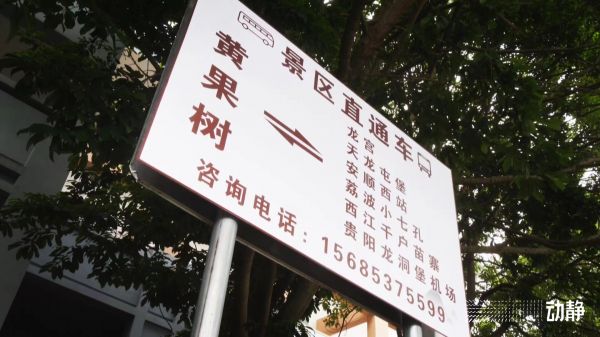 景区直通车
黄果树
龙宫
天龙屯堡
安顺西站
荔波小七孔
西江千户苗寨
贵阳龙洞堡机场
咨询电话：15685375599
动静